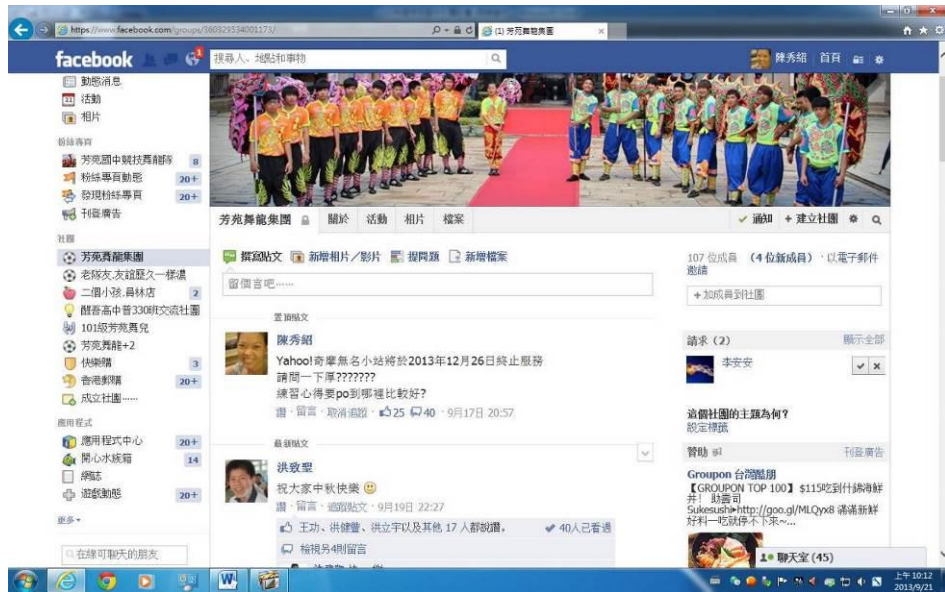 https://www.facebook.com/groups/360329534001173/
(1) 芳苑舞龍集團
facebook
1
搜尋人、地點和事物
陳秀紹 首頁
動態消息
活動
相片
粉絲專頁
芳苑國中競技舞龍隊 8
粉絲專頁動態 20+
發現粉絲專頁 20+
刊登廣告
社團
芳苑舞龍集團
老隊友.友誼歷久一樣濃
二個小孩.員林店 2
醒吾高中普330班交流社團
101級芳苑舞兒
芳苑舞龍+2
快樂購 3
香港郵購 20+
成立社團……
應用程式
應用程式中心 20+
開心水族箱 14
網誌
遊戲動態 20+
更多
在線可聊天的朋友
芳苑舞龍集團 關於 活動 相片 檔案
通知 + 建立社團
撰寫貼文 新增相片／影片 提問題 新增檔案
留個言吧……
置頂貼文
陳秀紹
Yahoo!奇摩無名小站將於2013年12月26日終止服務
請問一下厚???????
練習心得要po到哪裡比較好?
讚 · 留言 · 取消追蹤 · 25 40 · 9月17日 20:57
最新貼文
洪致聖
祝大家中秋快樂
讚 · 留言 · 追蹤貼文 · 9月19日 22:27
王功、洪健豐、洪立宇以及其他 17 人都說讚。 40人已看過
檢視另4則留言
107 位成員 (4 位新成員) · 以電子郵件
邀請
+加成員到社團
請求 (2) 顯示全部
李安安
這個社團的主題為何?
設定標籤
贊助 刊登廣告
Groupon 台灣酷朋
【GROUPON TOP 100】$115吃到什錦海鮮
丼！ 助壽司
Sukesushi▸http://goo.gl/MLQyx8 滿滿新鮮
好料一吃就停不下來~...
聊天室 (45)
上午 10:12
2013/9/21